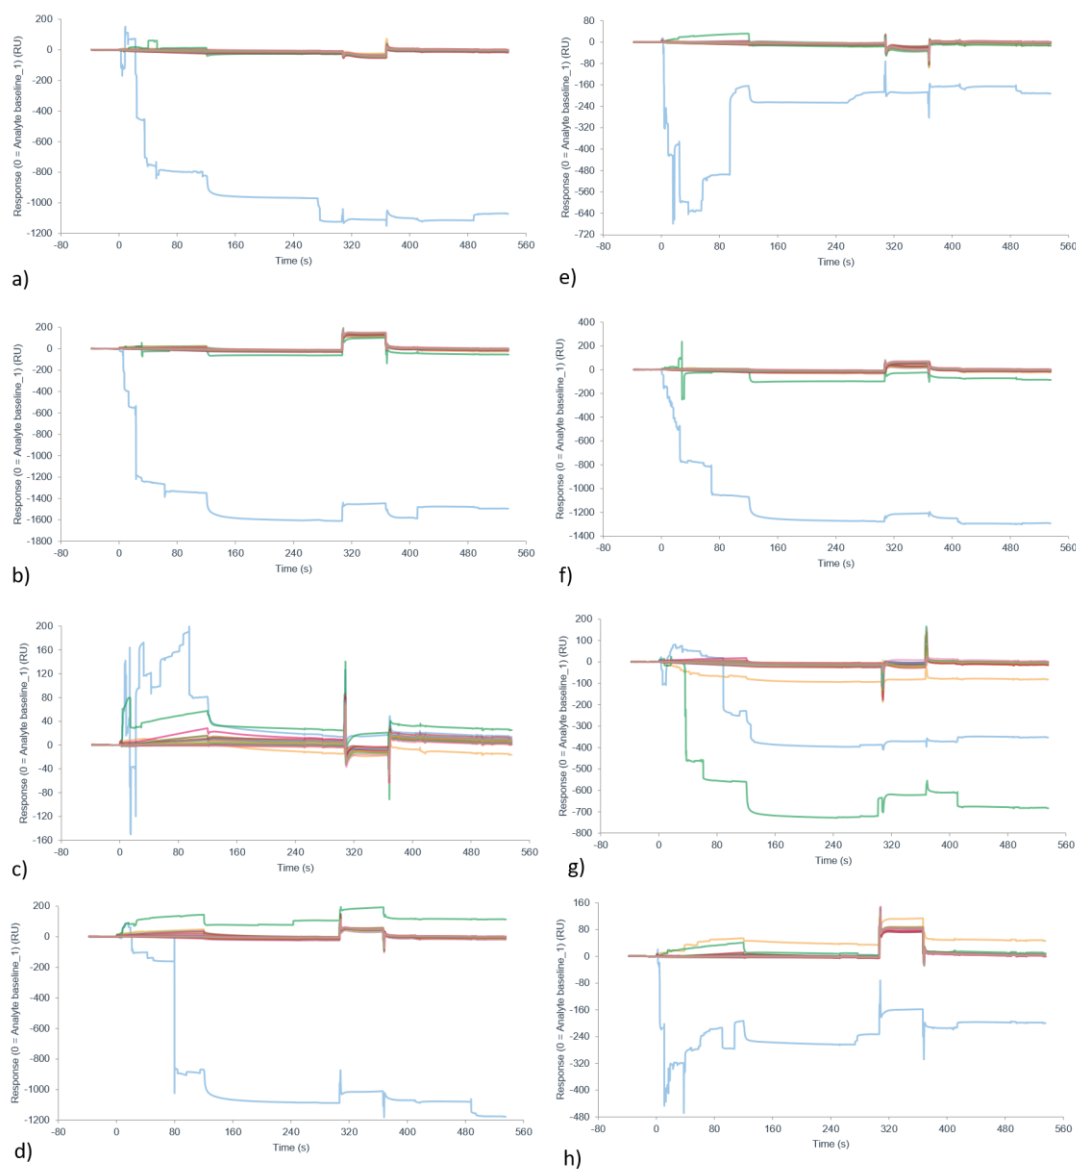 Response (0 = Analyte baseline_1) (RU)
200
0
-200
-400
-600
-800
-1000
-1200
-80 0 80 160 240 320 400 480 560
Time (s)
a)
Response (0 = Analyte baseline_1) (RU)
80
0
-80
-160
-240
-320
-400
-480
-560
-640
-720
-80 0 80 160 240 320 400 480 560
Time (s)
e)
Response (0 = Analyte baseline_1) (RU)
200
0
-200
-400
-600
-800
-1000
-1200
-1400
-1600
-1800
-80 0 80 160 240 320 400 480 560
Time (s)
b)
Response (0 = Analyte baseline_1) (RU)
400
200
0
-200
-400
-600
-800
-1000
-1200
-1400
-80 0 80 160 240 320 400 480 560
Time (s)
f)
Response (0 = Analyte baseline_1) (RU)
200
160
120
80
40
0
-40
-80
-120
-160
-80 0 80 160 240 320 400 480 560
Time (s)
c)
Response (0 = Analyte baseline_1) (RU)
200
100
0
-100
-200
-300
-400
-500
-600
-700
-800
-80 0 80 160 240 320 400 480 560
Time (s)
g)
Response (0 = Analyte baseline_1) (RU)
200
0
-200
-400
-600
-800
-1000
-1200
-80 0 80 160 240 320 400 480 560
Time (s)
d)
Response (0 = Analyte baseline_1) (RU)
160
80
0
-80
-160
-240
-320
-400
-480
-80 0 80 160 240 320 400 480 560
Time (s)
h)